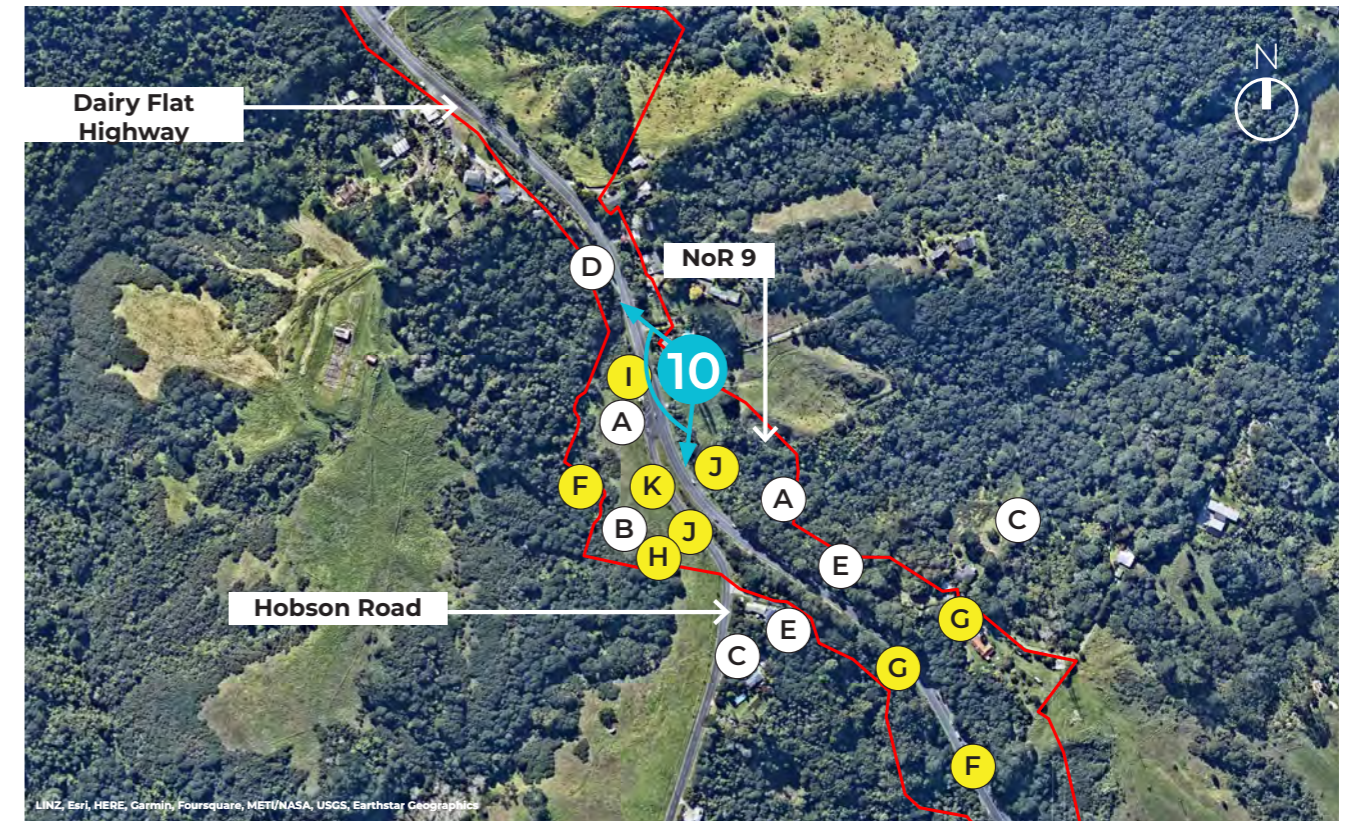 N
Dairy Flat
Highway
NoR 9
D
10
I
A
J
F
K
A
C
B
J
H
E
Hobson Road
G
E
C
G
F
LINZ, Esri, HERE, Garmin, Foursquare, METI/NASA, USGS, Earthstar Geographics